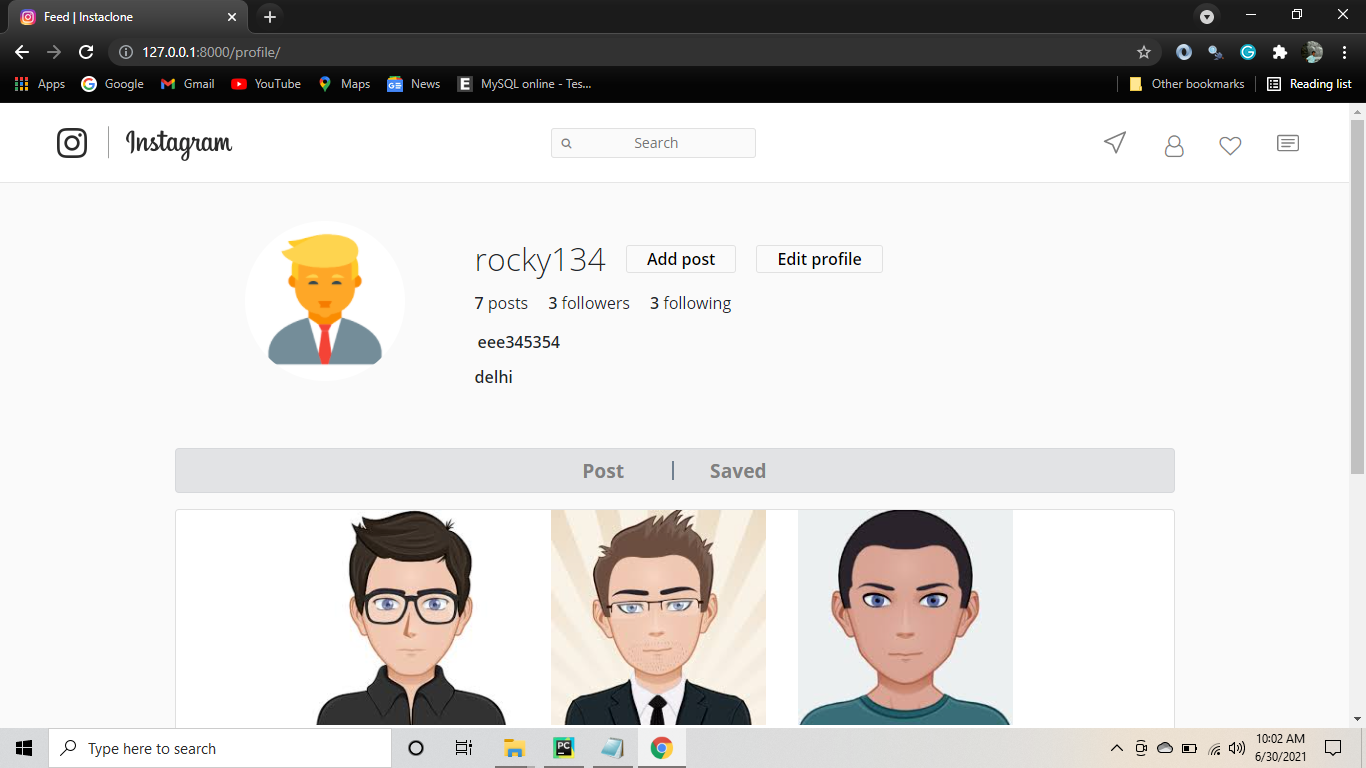 Feed | Instaclone
127.0.0.1:8000/profile/
Apps Google Gmail YouTube Maps News E MySQL online - Tes... Other bookmarks Reading list
Instagram Search
rocky134 Add post Edit profile
7 posts 3 followers 3 following
eee345354
delhi
Post | Saved
Type here to search PC 10:02 AM
6/30/2021